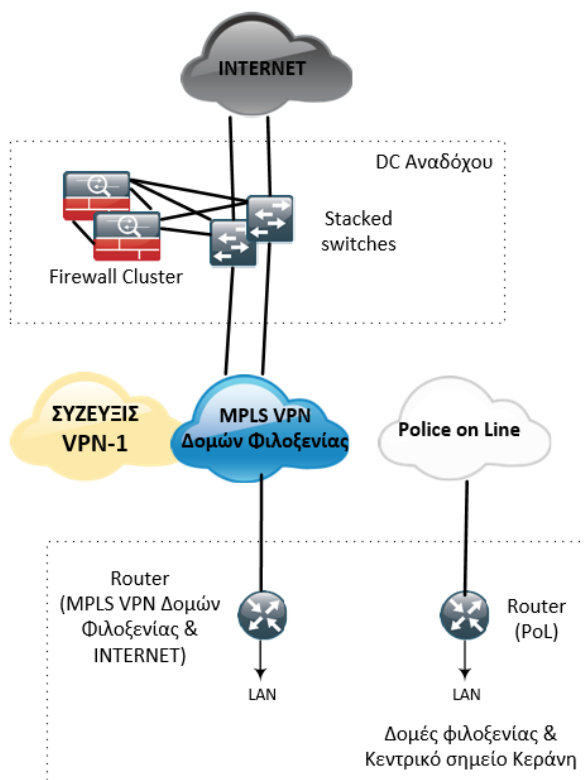 INTERNET
DC Αναδόχου
Stacked
switches
Firewall Cluster
ΣΥΖΕΥΞΙΣ
VPN-1
MPLS VPN
Δομών Φιλοξενίας
Police on Line
Router
(MPLS VPN Δομών
Φιλοξενίας &
INTERNET)
Router
(PoL)
LAN
LAN
Δομές φιλοξενίας &
Κεντρικό σημείο Κεράνη